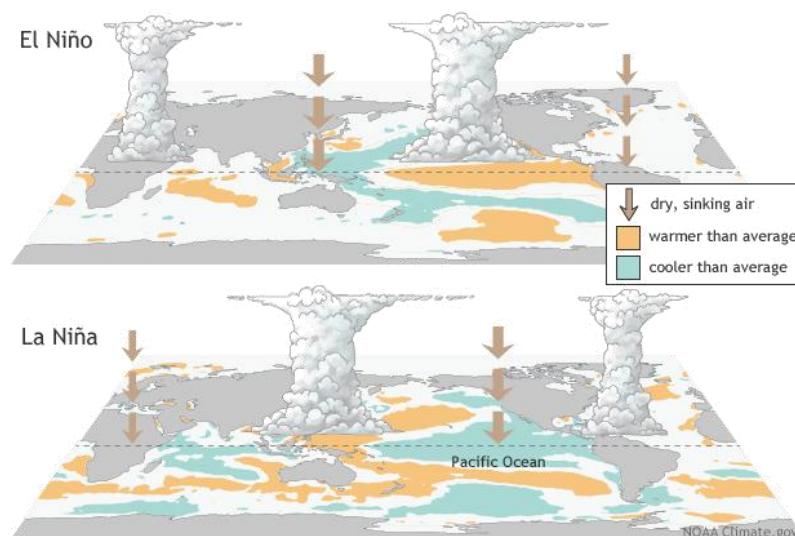 El Niño
dry, sinking air
warmer than average
cooler than average
La Niña
Pacific Ocean
NOAA Climate.gov